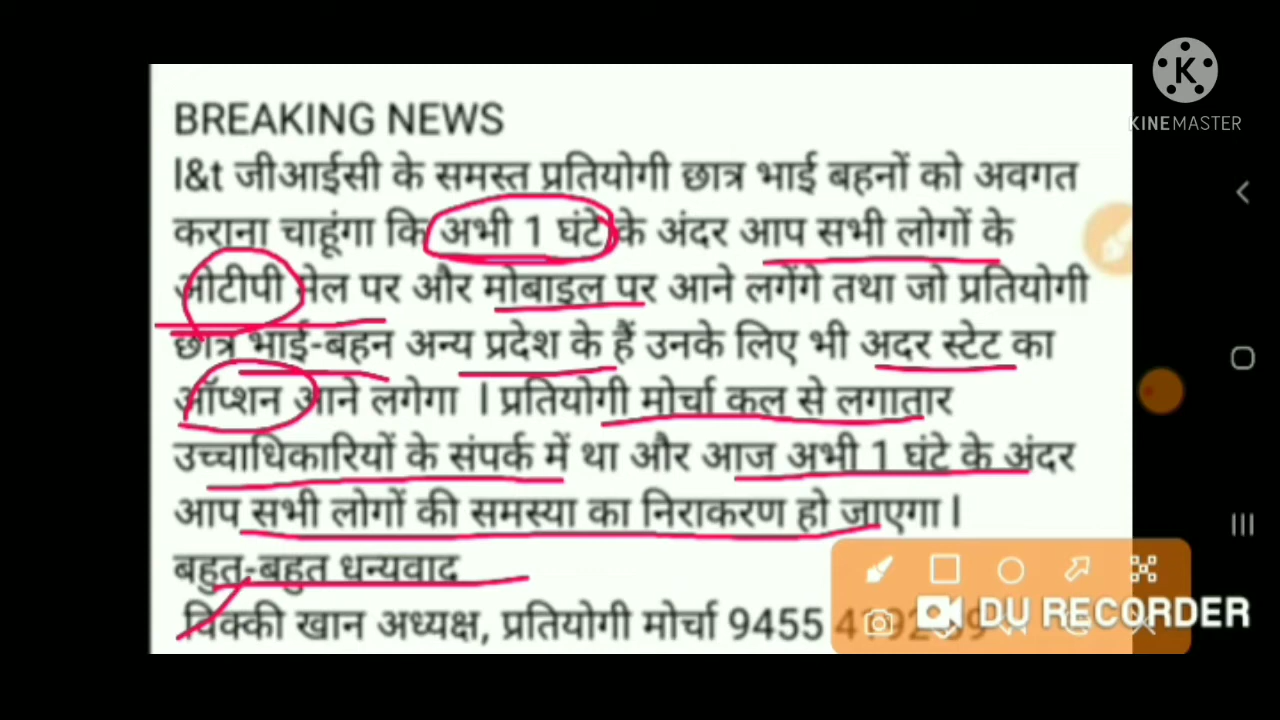 BREAKING NEWS
l&t जीआईसी के समस्त प्रतियोगी छात्र भाई बहनों को अवगत
कराना चाहूंगा कि अभी 1 घंटे के अंदर आप सभी लोगों के
ओटीपी मेल पर और मोबाइल पर आने लगेंगे तथा जो प्रतियोगी
छात्र भाई-बहन अन्य प्रदेश के हैं उनके लिए भी अदर स्टेट का
ऑप्शन आने लगेगा । प्रतियोगी मोर्चा कल से लगातार
उच्चाधिकारियों के संपर्क में था और आज अभी 1 घंटे के अंदर
आप सभी लोगों की समस्या का निराकरण हो जाएगा ।
बहुत-बहुत धन्यवाद
विक्की खान अध्यक्ष, प्रतियोगी मोर्चा 9455
K
KINEMASTER
DU RECORDER